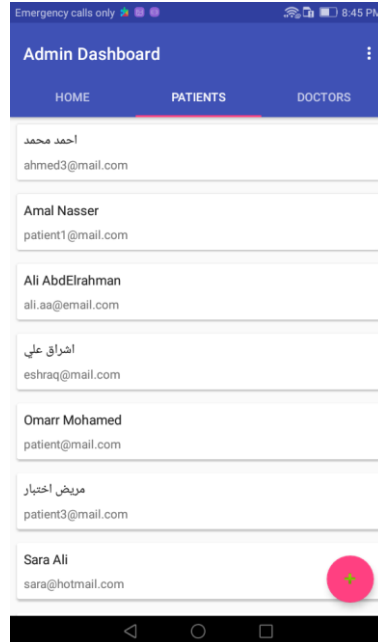 Emergency calls only 8:45 PM
Admin Dashboard
HOME PATIENTS DOCTORS
احمد محمد
ahmed3@mail.com
Amal Nasser
patient1@mail.com
Ali AbdElrahman
ali.aa@email.com
اشراق علي
eshraq@mail.com
Omarr Mohamed
patient@mail.com
مريض اختبار
patient3@mail.com
Sara Ali
sara@hotmail.com
+